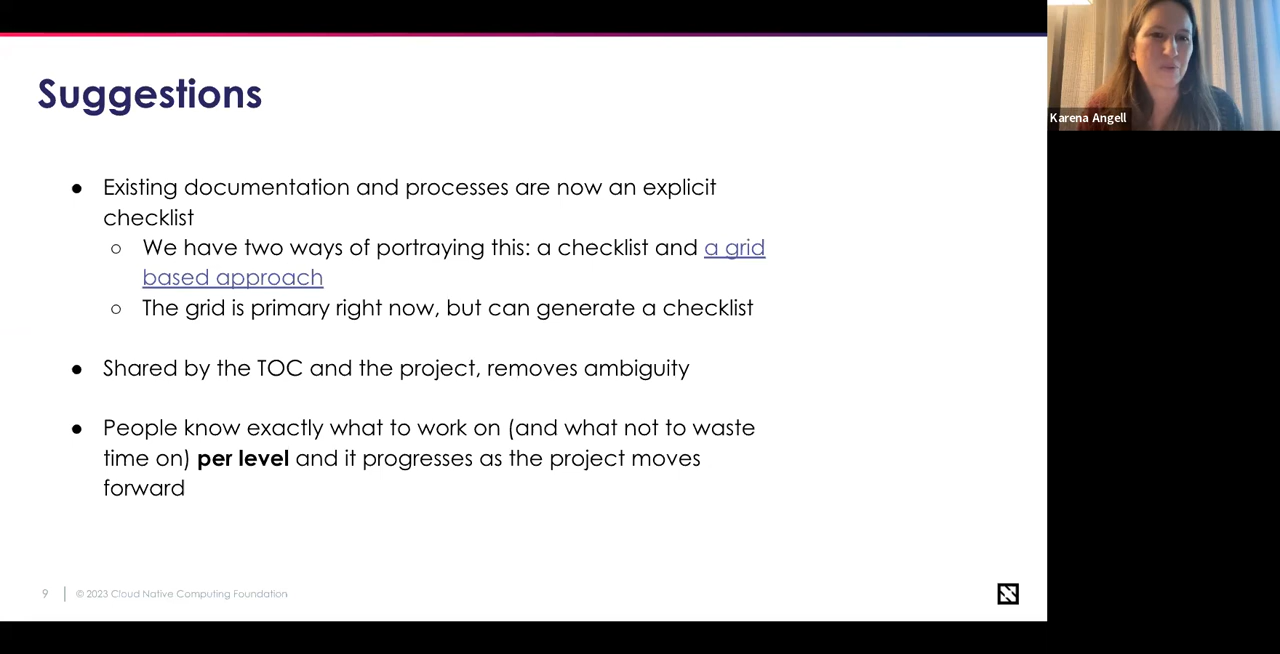 Suggestions
● Existing documentation and processes are now an explicit
checklist
○ We have two ways of portraying this: a checklist and a grid
based approach
○ The grid is primary right now, but can generate a checklist
● Shared by the TOC and the project, removes ambiguity
● People know exactly what to work on (and what not to waste
time on) per level and it progresses as the project moves
forward
9 | © 2023 Cloud Native Computing Foundation
Karena Angell